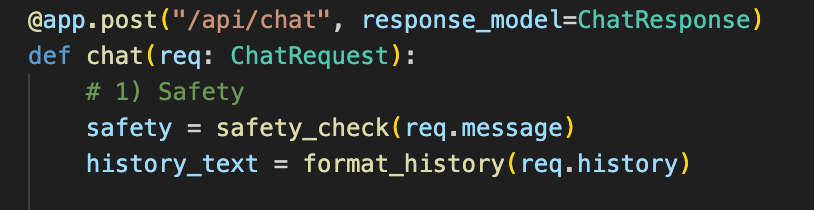 @app.post("/api/chat", response_model=ChatResponse)
def chat(req: ChatRequest):
    # 1) Safety
    safety = safety_check(req.message)
    history_text = format_history(req.history)